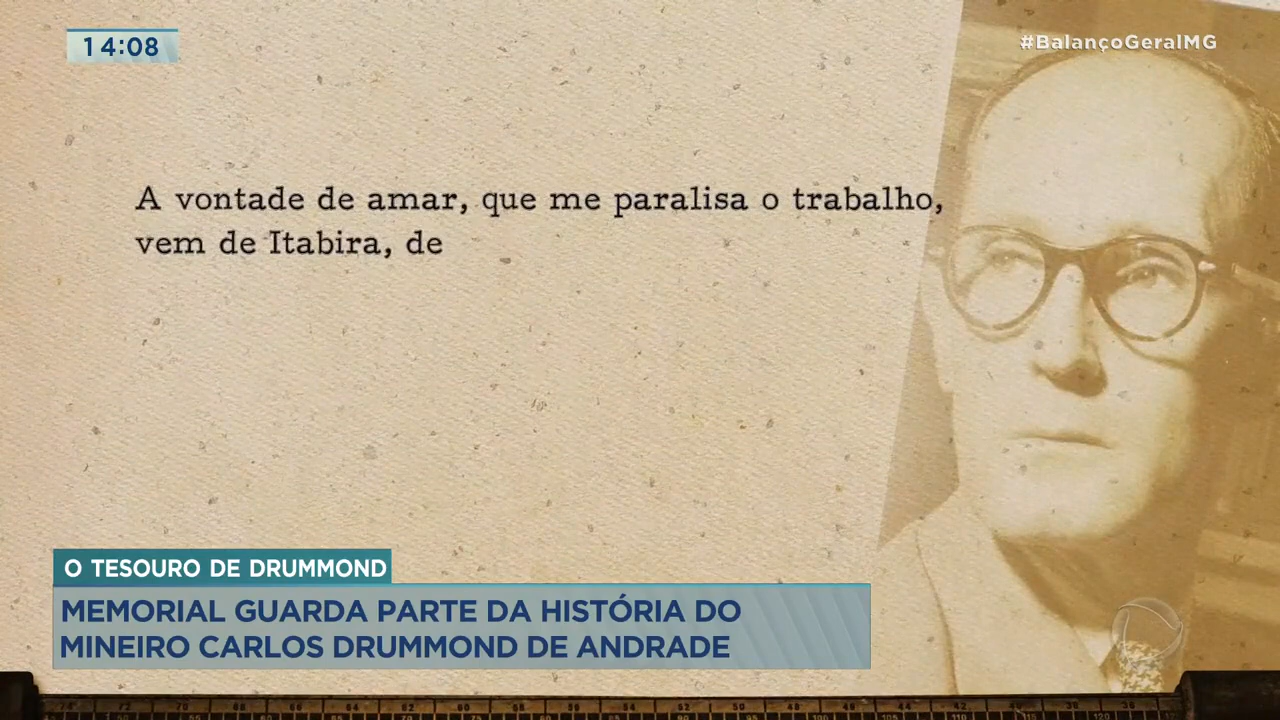 14:08
#BalançoGeralMG
A vontade de amar, que me paralisa o trabalho,
vem de Itabira, de
O TESOURO DE DRUMMOND
MEMORIAL GUARDA PARTE DA HISTÓRIA DO
MINEIRO CARLOS DRUMMOND DE ANDRADE